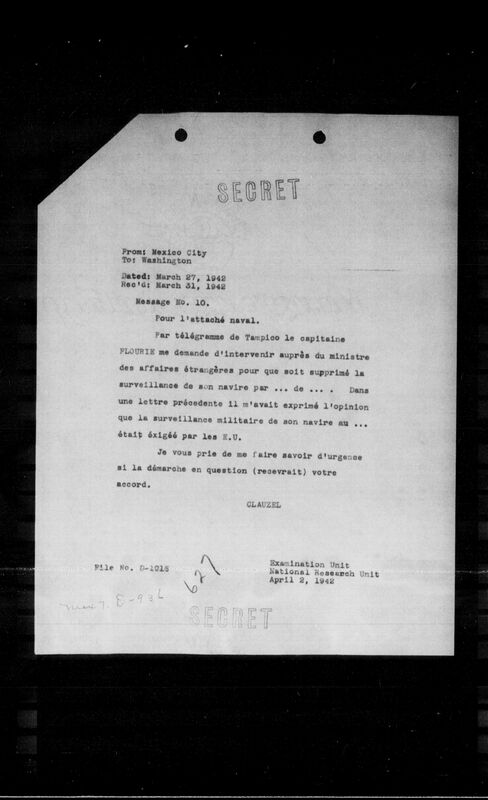 SECRET
From: Mexico City
To: Washington
Dated: March 27, 1942
Rec'd: March 31, 1942
Message No. 10.
Pour l'attaché naval.
Par télégramme de Tampico le capitaine
FLOURIE me demande d'intervenir auprès du ministre
des affaires étrangères pour que soit supprimé la
surveillance de son navire par ... de ... . Dans
une lettre précedente il m'avait exprimé l'opinion
que la surveillance militaire de son navire au ...
était éxigéé par les E.U.
Je vous prie de me faire savoir d'urgence
si la démarche en question (recevrait) votre
accord.
CLAUZEL
File No. D-1016
627
Examination Unit
National Research Unit
April 2, 1942
E-936
SECRET